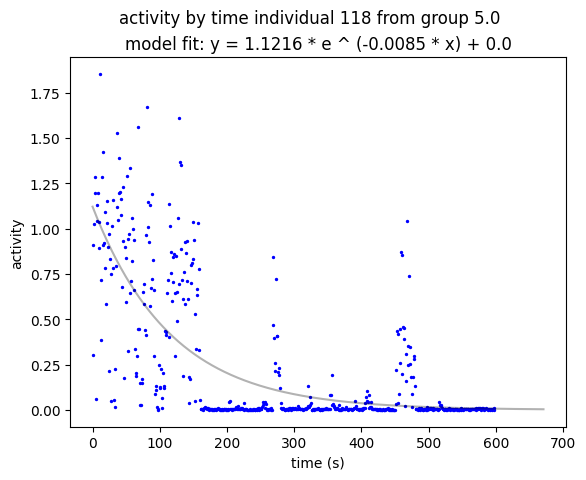 activity by time individual 118 from group 5.0
model fit: y = 1.1216 * e ^ (-0.0085 * x) + 0.0
1.75
1.50
1.25
1.00
0.75
0.50
0.25
0.00
activity
0 100 200 300 400 500 600 700
time (s)